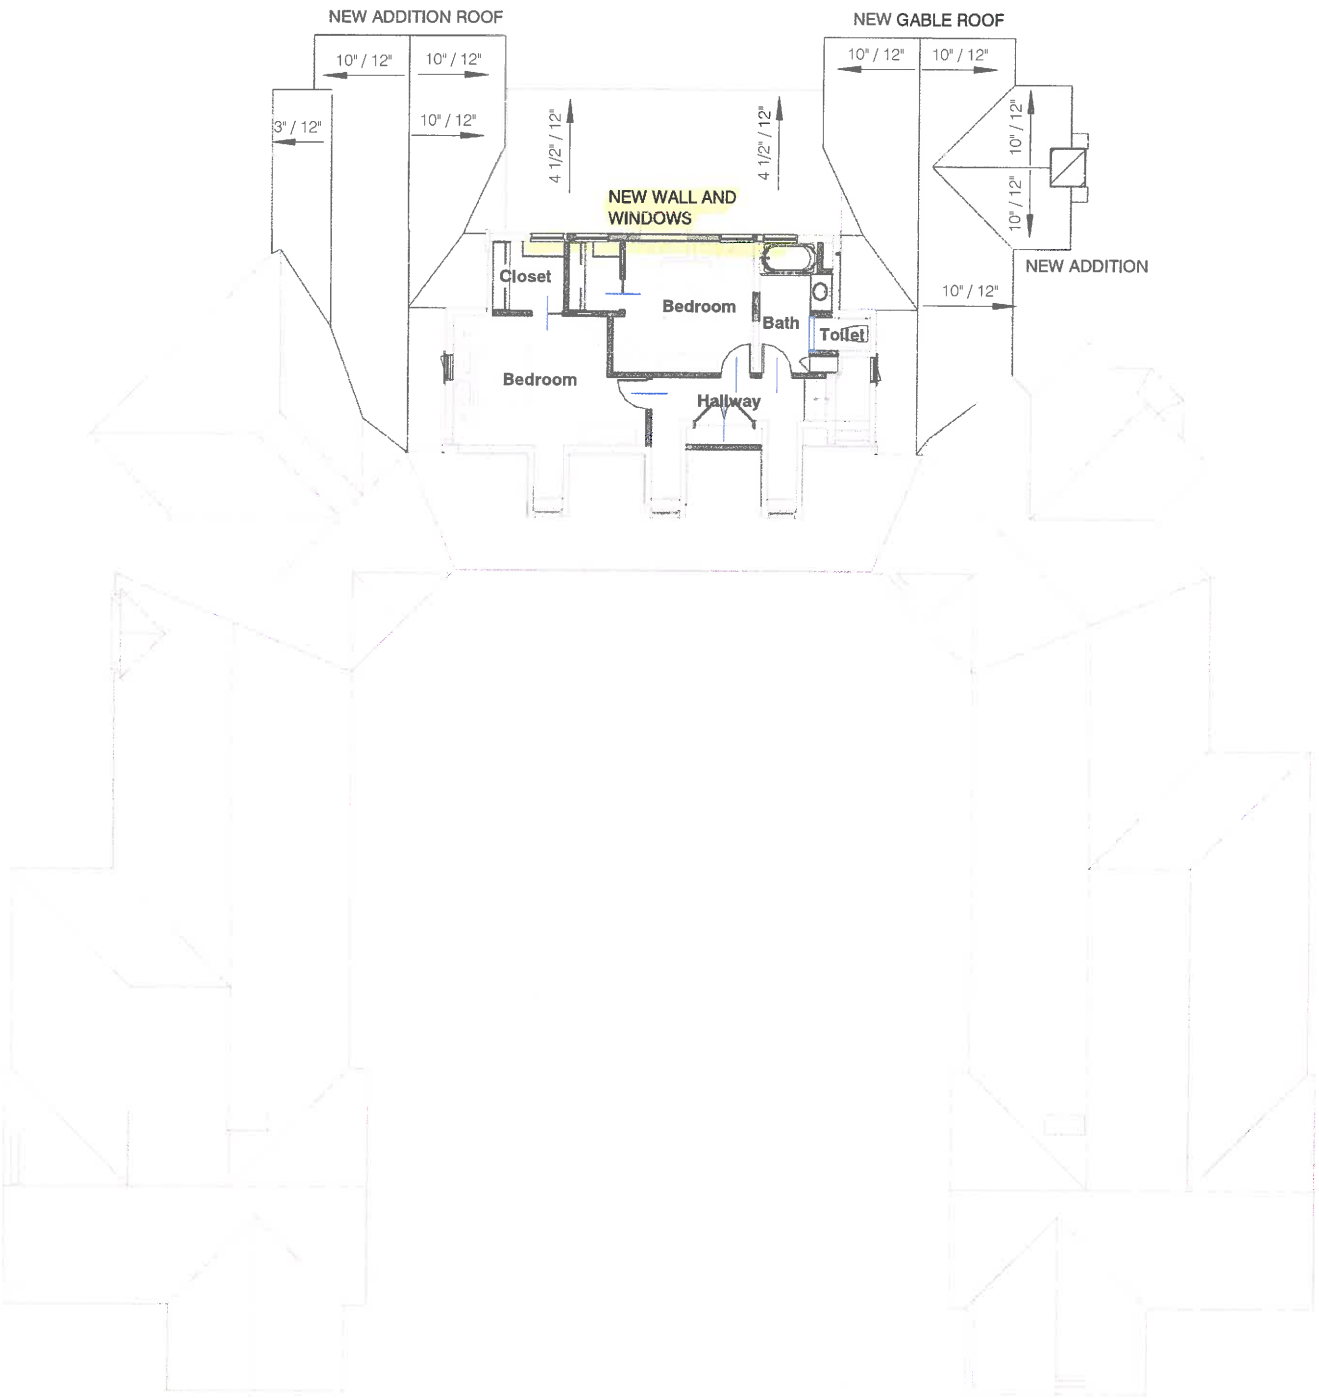 NEW ADDITION ROOF
NEW GABLE ROOF
10" / 12"
10" / 12"
10" / 12"
10" / 12"
3" / 12"
10" / 12"
4 1/2" / 12"
4 1/2" / 12"
10" / 12"
10" / 12"
NEW WALL AND
WINDOWS
NEW ADDITION
Closet
10" / 12"
Bedroom
Bath
Toilet
Bedroom
Hallway